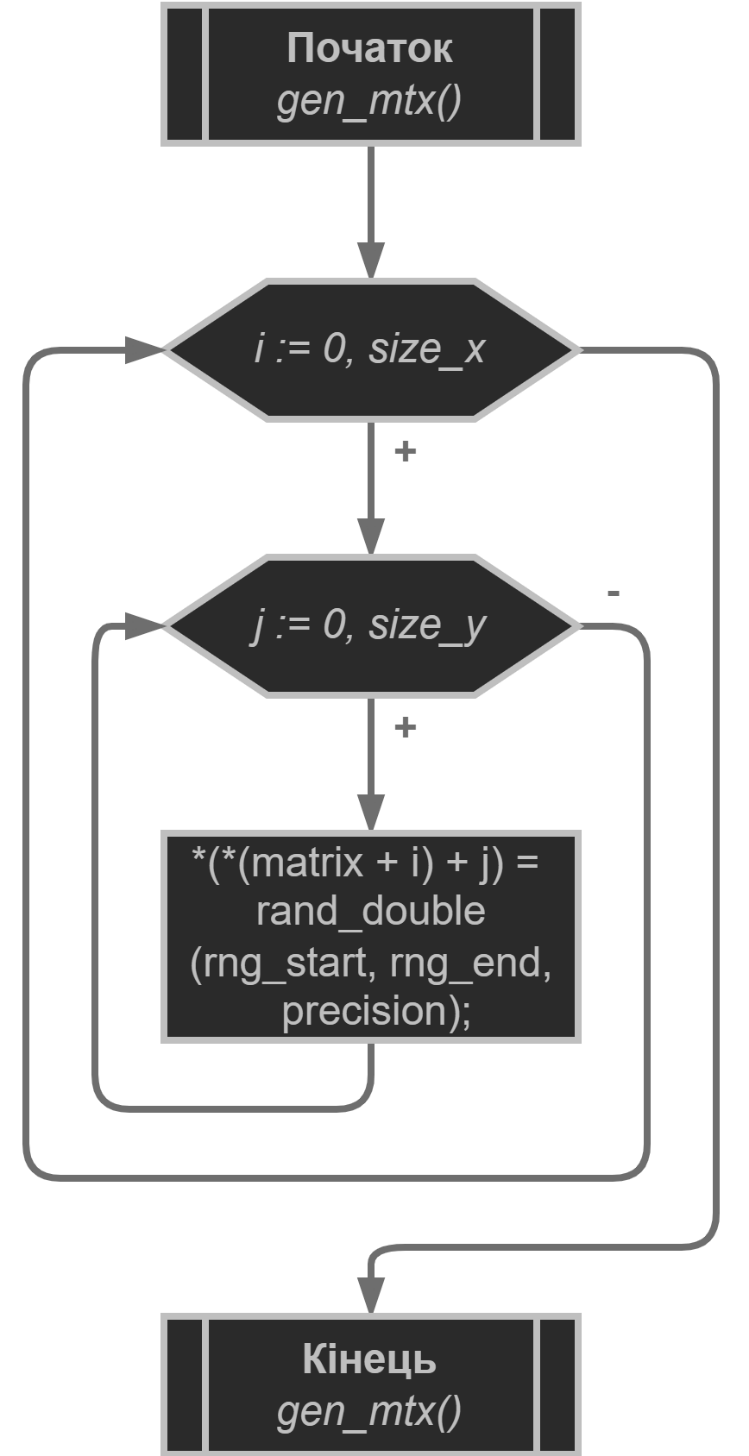 Початок
gen_mtx()
i := 0, size_x
+
j := 0, size_y
-
+
*(*(matrix + i) + j) =
rand_double
(rng_start, rng_end,
precision);
Кінець
gen_mtx()